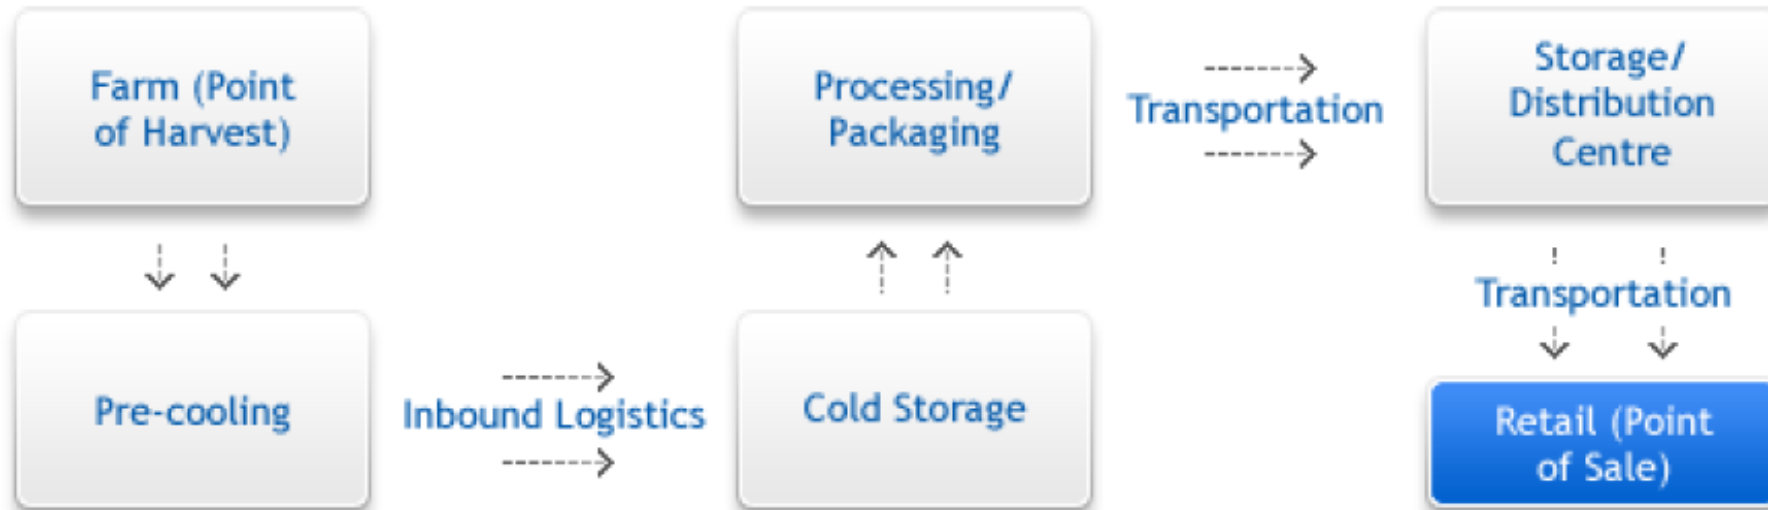 Farm (Point
of Harvest)
Pre-cooling
Inbound Logistics
Cold Storage
Processing/
Packaging
Transportation
Storage/
Distribution
Centre
Transportation
Retail (Point
of Sale)